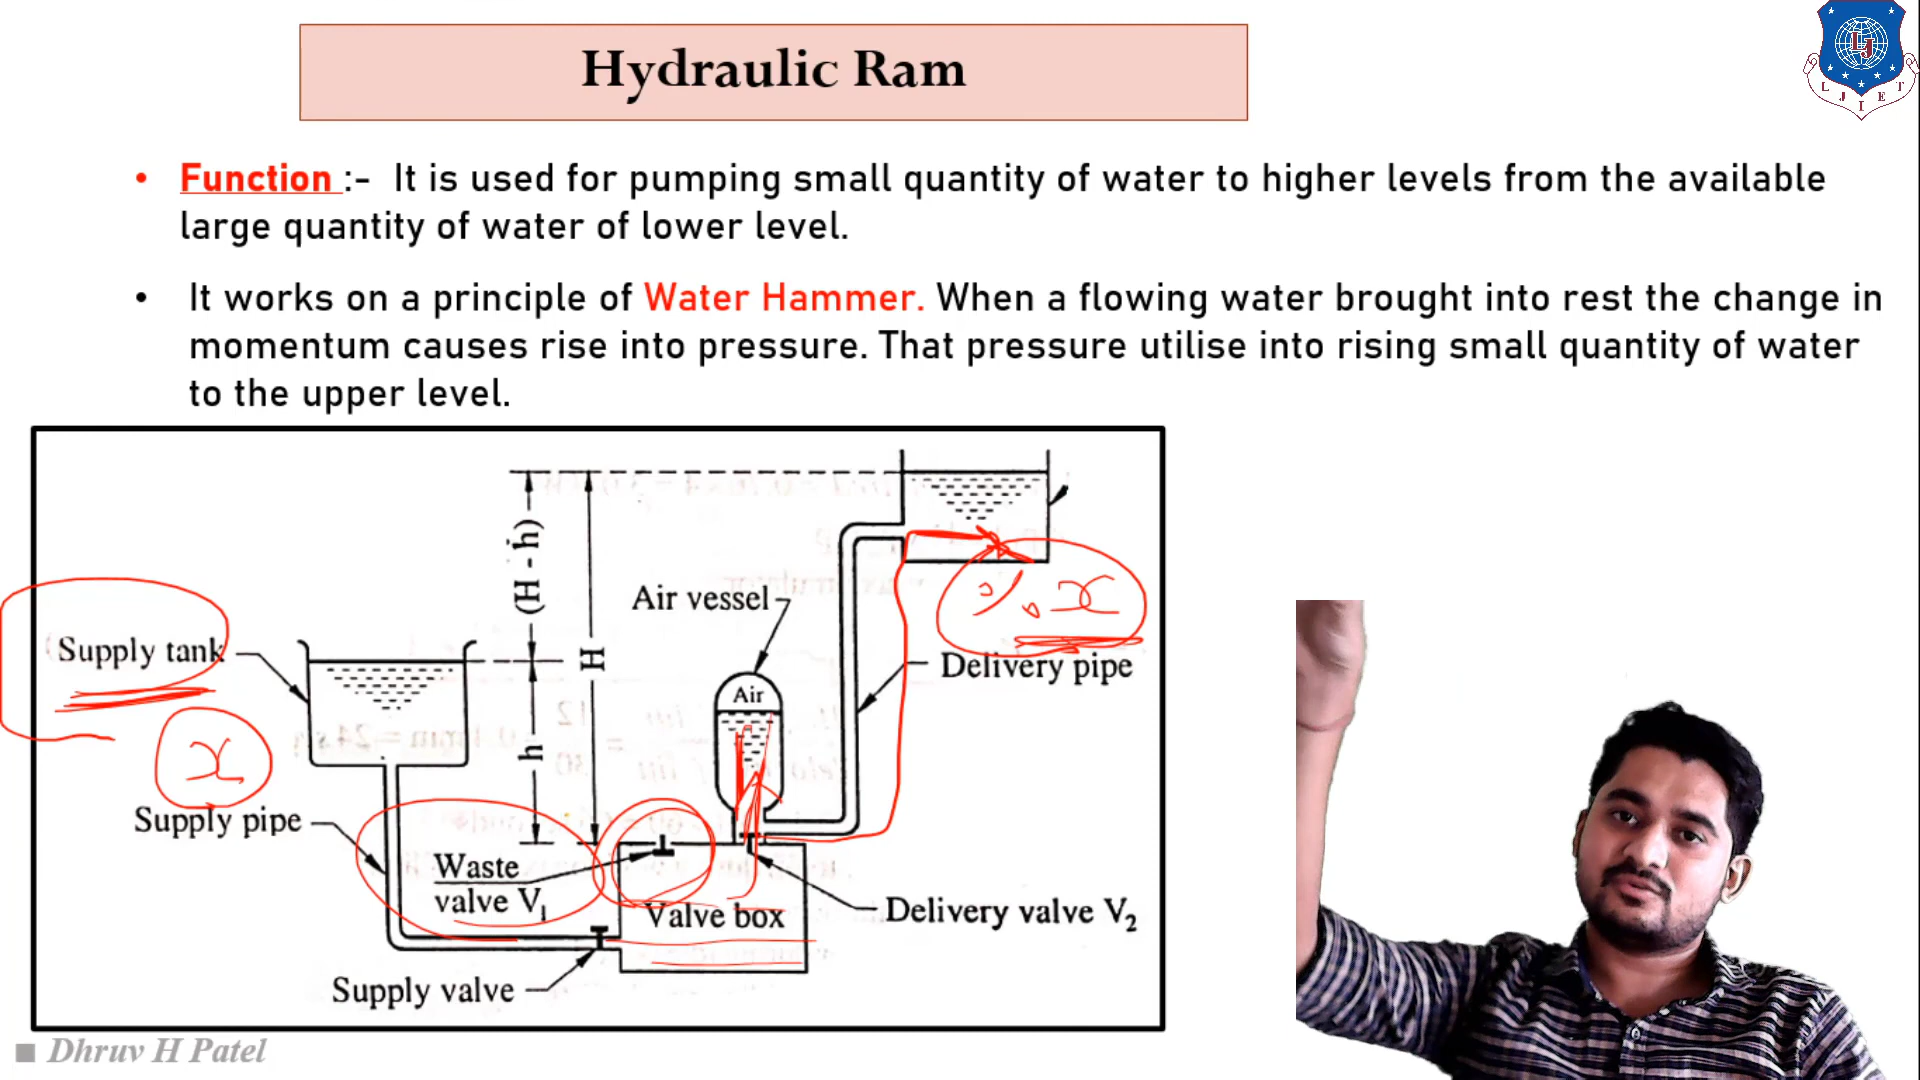 Hydraulic Ram
L J I E T
LJ
• Function :- It is used for pumping small quantity of water to higher levels from the available
large quantity of water of lower level.
• It works on a principle of Water Hammer. When a flowing water brought into rest the change in
momentum causes rise into pressure. That pressure utilise into rising small quantity of water
to the upper level.
(H - h)
H
h
Air vessel
Air
Supply tank
x
% x
Delivery pipe
Supply pipe
Waste
valve V1
Valve box
Delivery valve V2
Supply valve
Dhruv H Patel